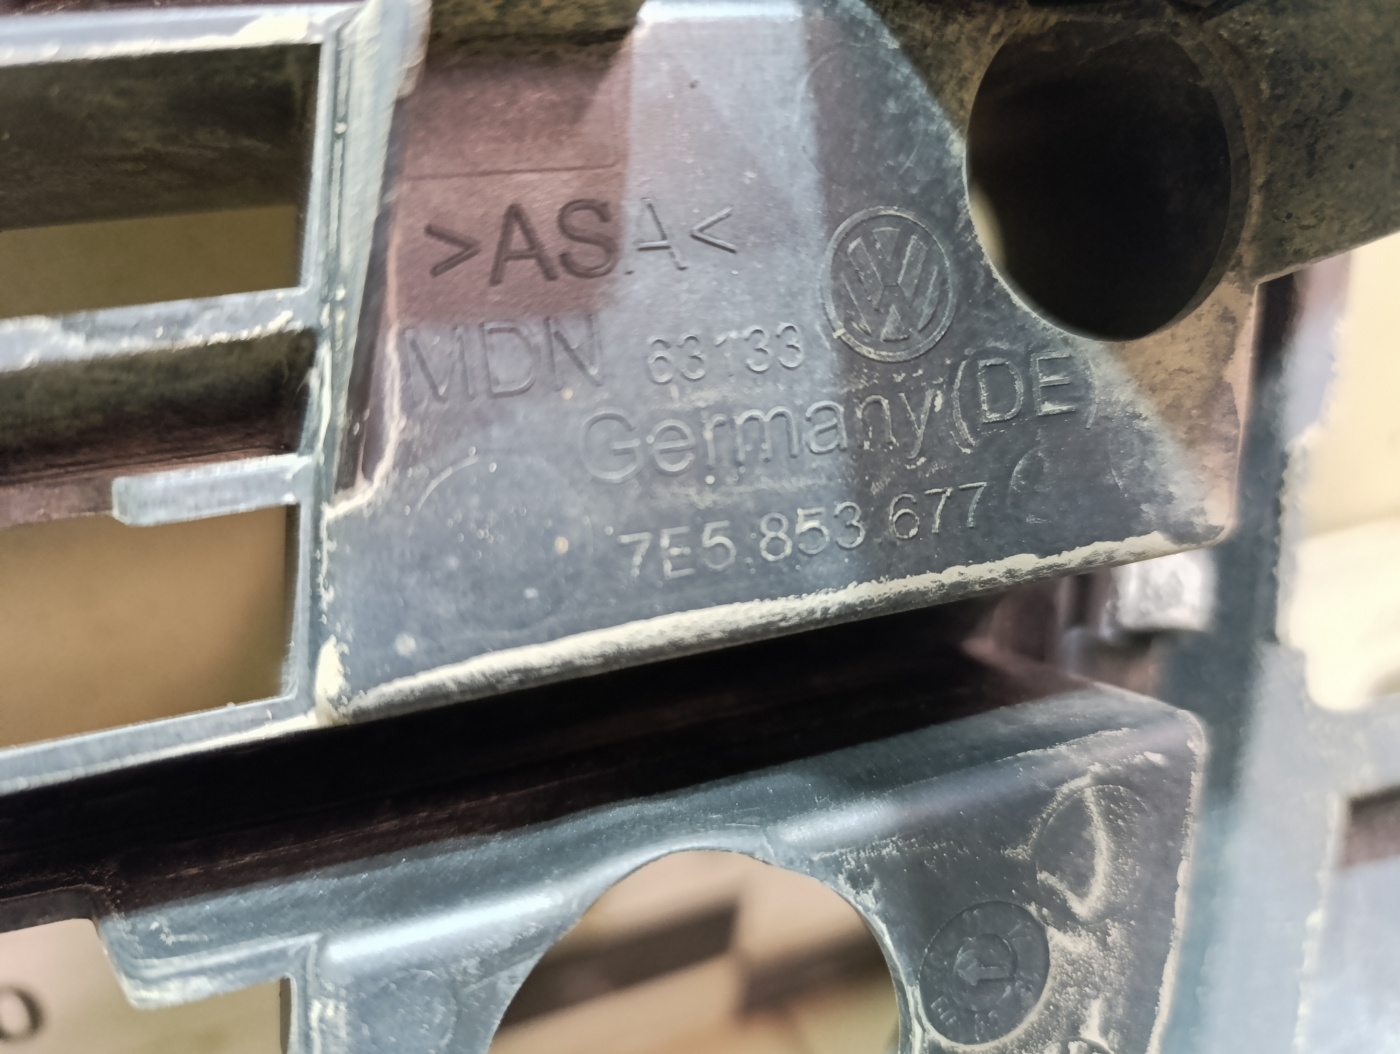 >ASA<
MDN 63133
Germany (DE)
7E5 853 677